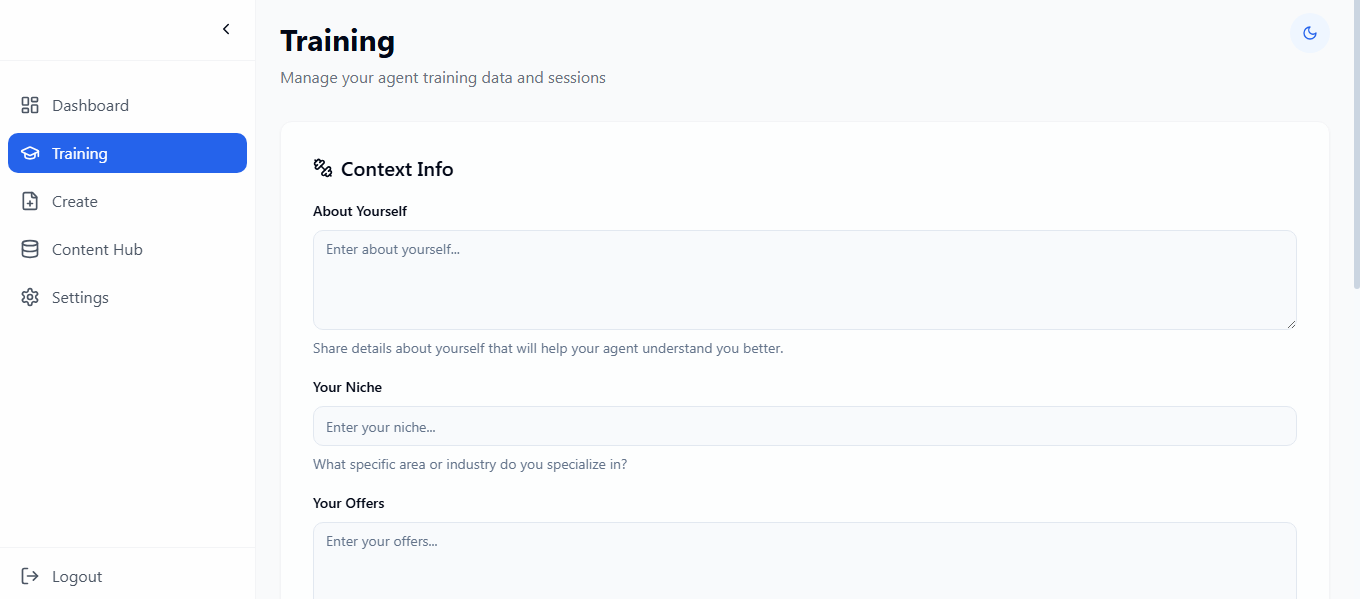 Training
Manage your agent training data and sessions
Dashboard
Training
Create
Content Hub
Settings
Logout
Context Info
About Yourself
Enter about yourself...
Share details about yourself that will help your agent understand you better.
Your Niche
Enter your niche...
What specific area or industry do you specialize in?
Your Offers
Enter your offers...